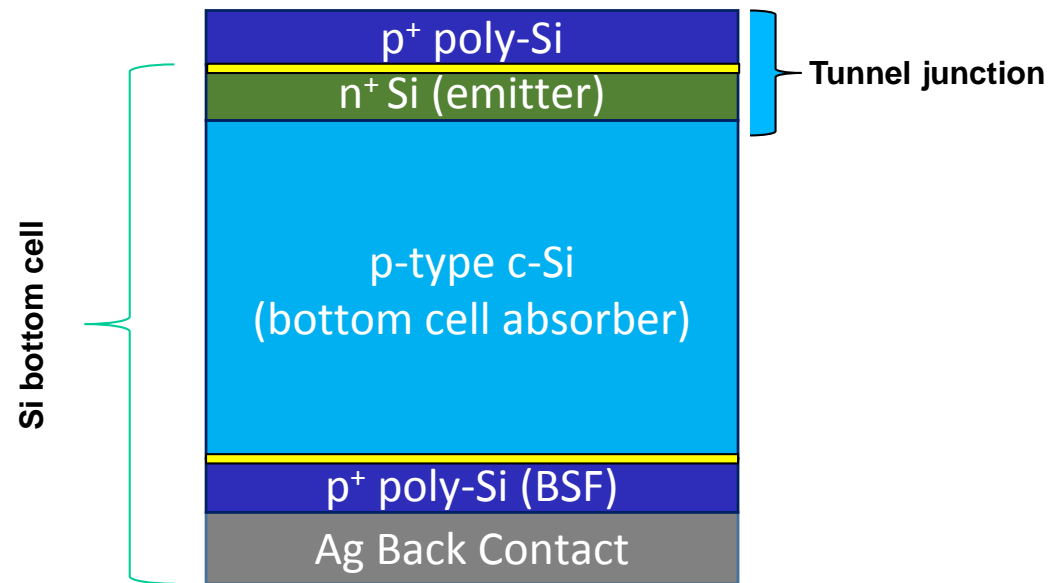 p⁺ poly-Si
Tunnel junction
n⁺ Si (emitter)
p-type c-Si
(bottom cell absorber)
Si bottom cell
p⁺ poly-Si (BSF)
Ag Back Contact